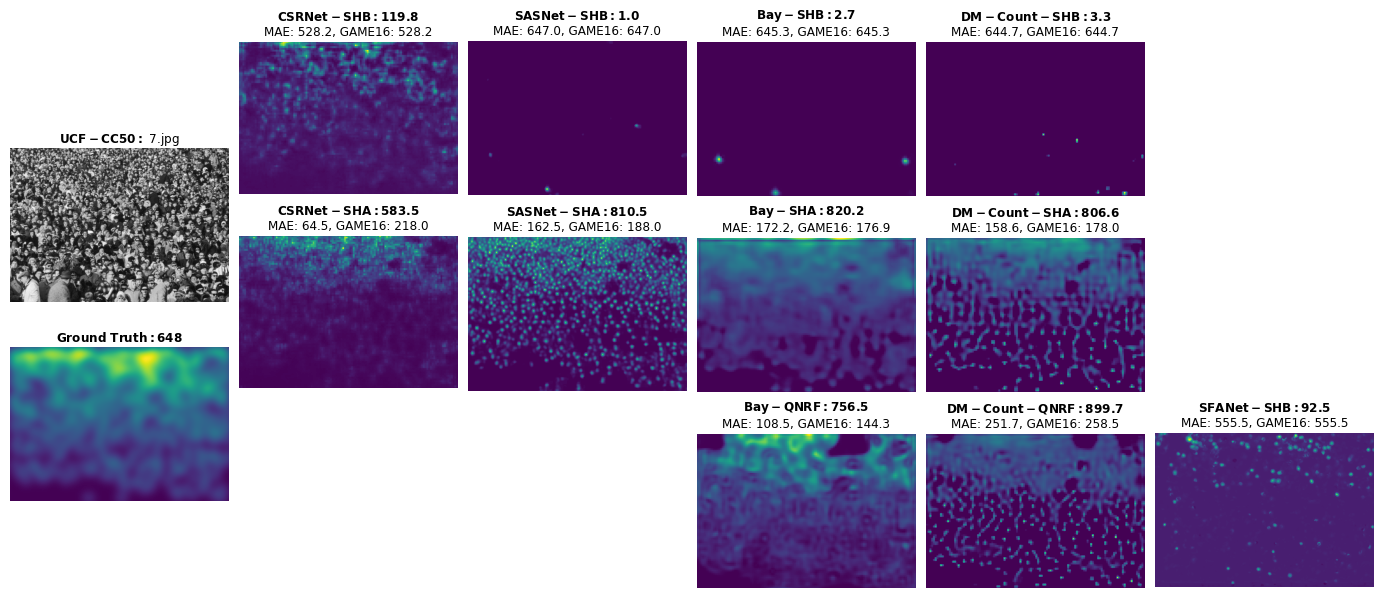 CSRNet – SHB: 119.8
MAE: 528.2, GAME16: 528.2
SASNet – SHB: 1.0
MAE: 647.0, GAME16: 647.0
Bay – SHB: 2.7
MAE: 645.3, GAME16: 645.3
DM – Count – SHB: 3.3
MAE: 644.7, GAME16: 644.7
UCF – CC50: 7.jpg
CSRNet – SHA: 583.5
MAE: 64.5, GAME16: 218.0
SASNet – SHA: 810.5
MAE: 162.5, GAME16: 188.0
Bay – SHA: 820.2
MAE: 172.2, GAME16: 176.9
DM – Count – SHA: 806.6
MAE: 158.6, GAME16: 178.0
Ground Truth: 648
Bay – QNRF: 756.5
MAE: 108.5, GAME16: 144.3
DM – Count – QNRF: 899.7
MAE: 251.7, GAME16: 258.5
SFANet – SHB: 92.5
MAE: 555.5, GAME16: 555.5